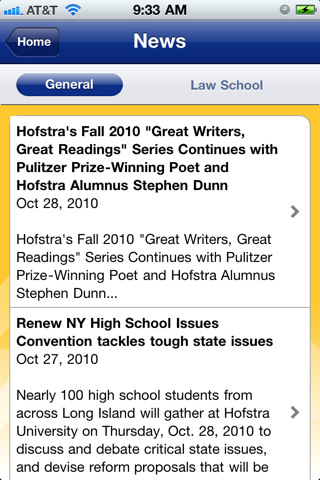 AT&T 9:33 AM
Home News
General Law School
Hofstra's Fall 2010 "Great Writers,
Great Readings" Series Continues with
Pulitzer Prize-Winning Poet and
Hofstra Alumnus Stephen Dunn
Oct 28, 2010
Hofstra's Fall 2010 "Great Writers, Great
Readings" Series Continues with Pulitzer
Prize-Winning Poet and Hofstra Alumnus
Stephen Dunn...
Renew NY High School Issues
Convention tackles tough state issues
Oct 27, 2010
Nearly 100 high school students from
across Long Island will gather at Hofstra
University on Thursday, Oct. 28, 2010 to
discuss and debate critical state issues,
and devise reform proposals that will be